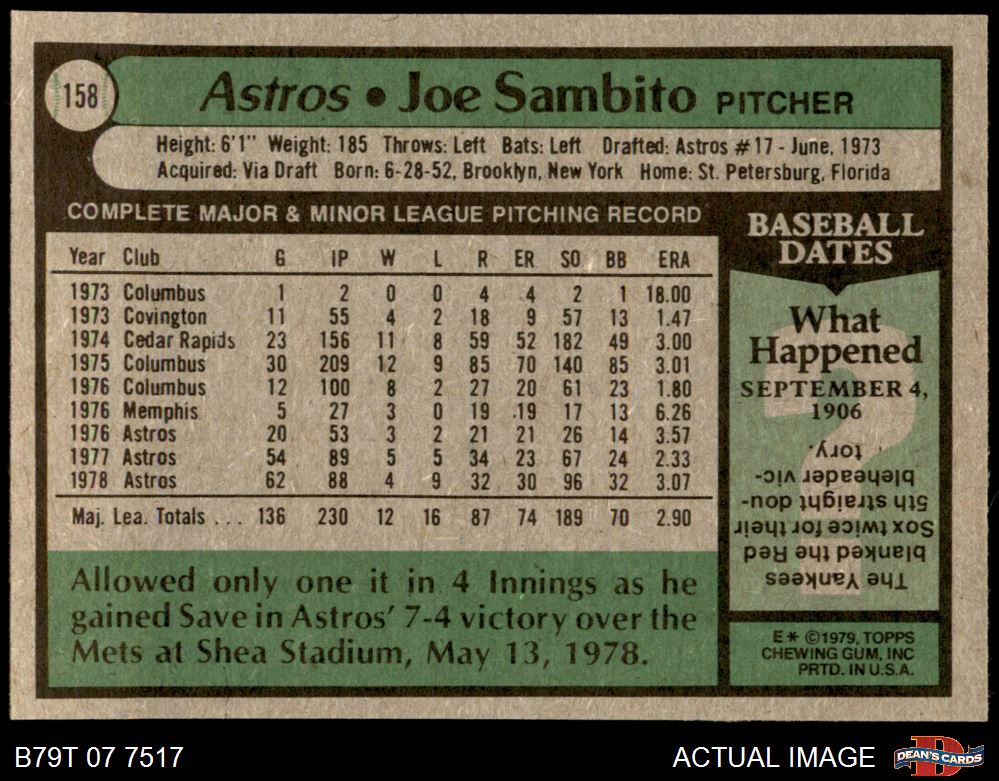 158
Astros • Joe Sambito PITCHER
Height: 6'1" Weight: 185 Throws: Left Bats: Left Drafted: Astros #17 - June, 1973
Acquired: Via Draft Born: 6-28-52, Brooklyn, New York Home: St. Petersburg, Florida
COMPLETE MAJOR & MINOR LEAGUE PITCHING RECORD
Year Club G IP W L R ER SO BB ERA
1973 Columbus 1 2 0 0 4 4 2 1 18.00
1973 Covington 11 55 4 2 18 9 57 13 1.47
1974 Cedar Rapids 23 156 11 8 59 52 182 49 3.00
1975 Columbus 30 209 12 9 85 70 140 85 3.01
1976 Columbus 12 100 8 2 27 20 61 23 1.80
1976 Memphis 5 27 3 0 19 19 17 13 6.26
1976 Astros 20 53 3 2 21 21 26 14 3.57
1977 Astros 54 89 5 5 34 23 67 24 2.33
1978 Astros 62 88 4 9 32 30 96 32 3.07
Maj. Lea. Totals ... 136 230 12 16 87 74 189 70 2.90
Allowed only one it in 4 Innings as he
gained Save in Astros' 7-4 victory over the
Mets at Shea Stadium, May 13, 1978.
BASEBALL
DATES
What
Happened
SEPTEMBER 4,
1906
The Yankees
blanked the Red
Sox twice for their
5th straight dou-
bleheader vic-
tory.
E* ©1979, TOPPS
CHEWING GUM, INC
PRTD. IN U.S.A.
B79T 07 7517
ACTUAL IMAGE
DEAN'S CARDS